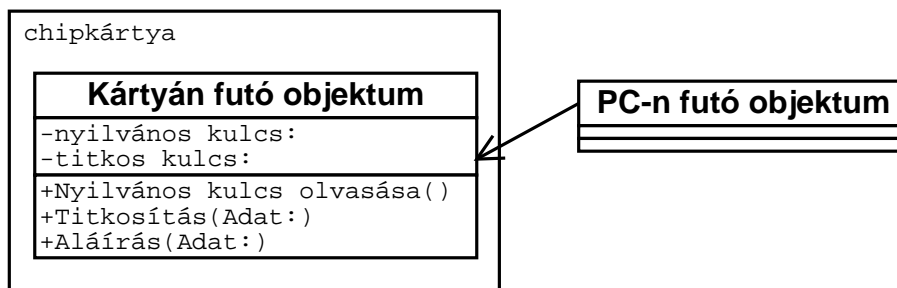 chipkártya
Kártyán futó objektum
-nyilvános kulcs:
-titkos kulcs:
+Nyilvános kulcs olvasása()
+Titkosítás(Adat:)
+Aláírás(Adat:)
PC-n futó objektum